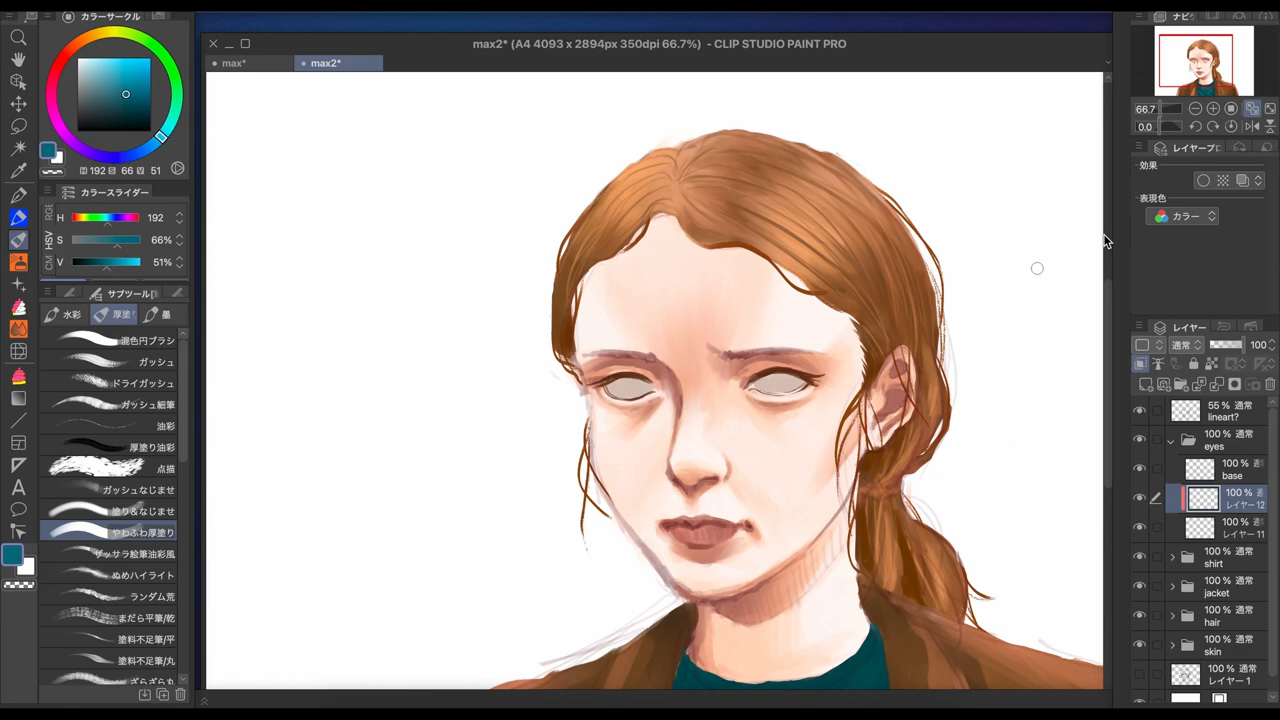 カラーサークル
max2* (A4 4093 x 2894px 350dpi 66.7%) - CLIP STUDIO PAINT PRO
max*
max2*
H 192 S 66 V 51
カラースライダー
RGB
HSV
CM
H 192
S 66%
V 51%
サブツール
水彩
厚塗
墨
混色円ブラシ
ガッシュ
ドライガッシュ
ガッシュ細筆
油彩
厚塗り油彩
点描
ガッシュなじませ
塗り&なじませ
やわふわ厚塗り
ザッサラ絵筆油彩風
ぬめハイライト
ランダム荒
まだら平筆/乾
塗料不足筆/平
塗料不足筆/丸
ざらざら丸
A
ナビ
66.7
0.0
レイヤープ
効果
表現色
カラー
レイヤー
通常
100
55 % 通常
lineart?
100 % 通常
eyes
100 %
base
100 %
レイヤー 12
100 %
レイヤー 11
100 % 通常
shirt
100 % 通常
jacket
100 % 通常
hair
100 % 通常
skin
100 % 通常
レイヤー 1